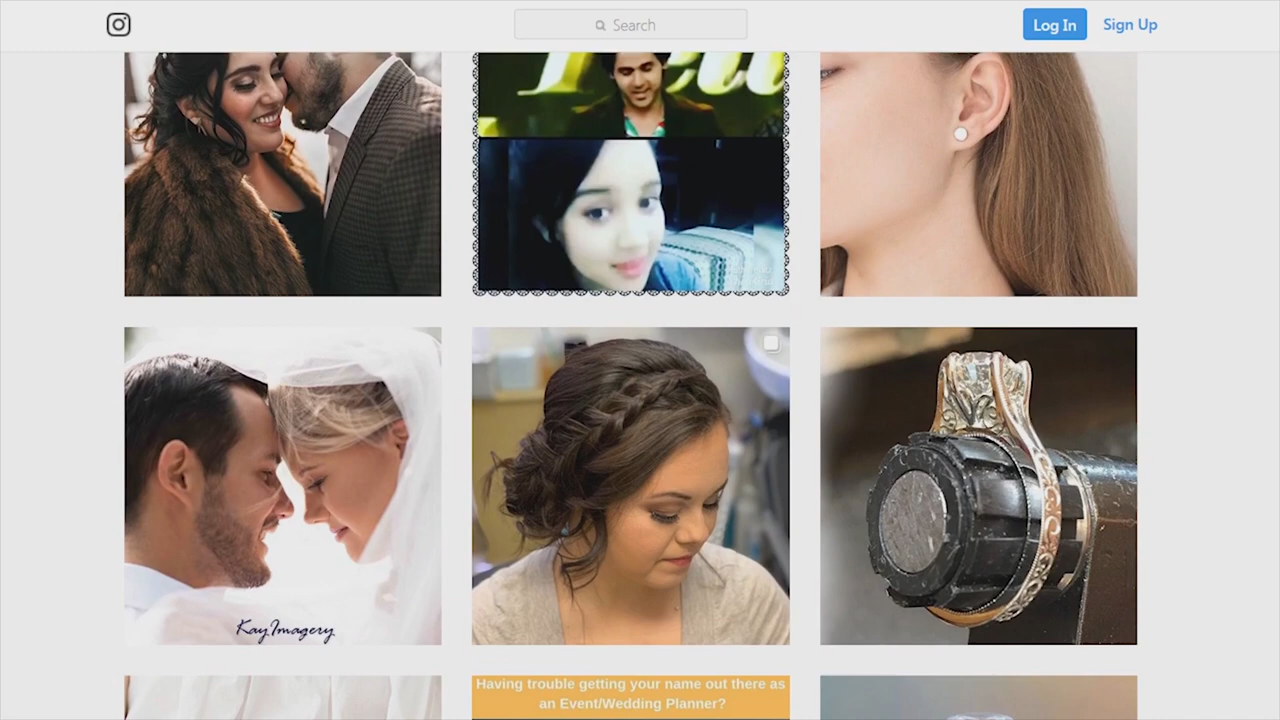 Search
Log In
Sign Up
KayImagery
Having trouble getting your name out there as
an Event/Wedding Planner?